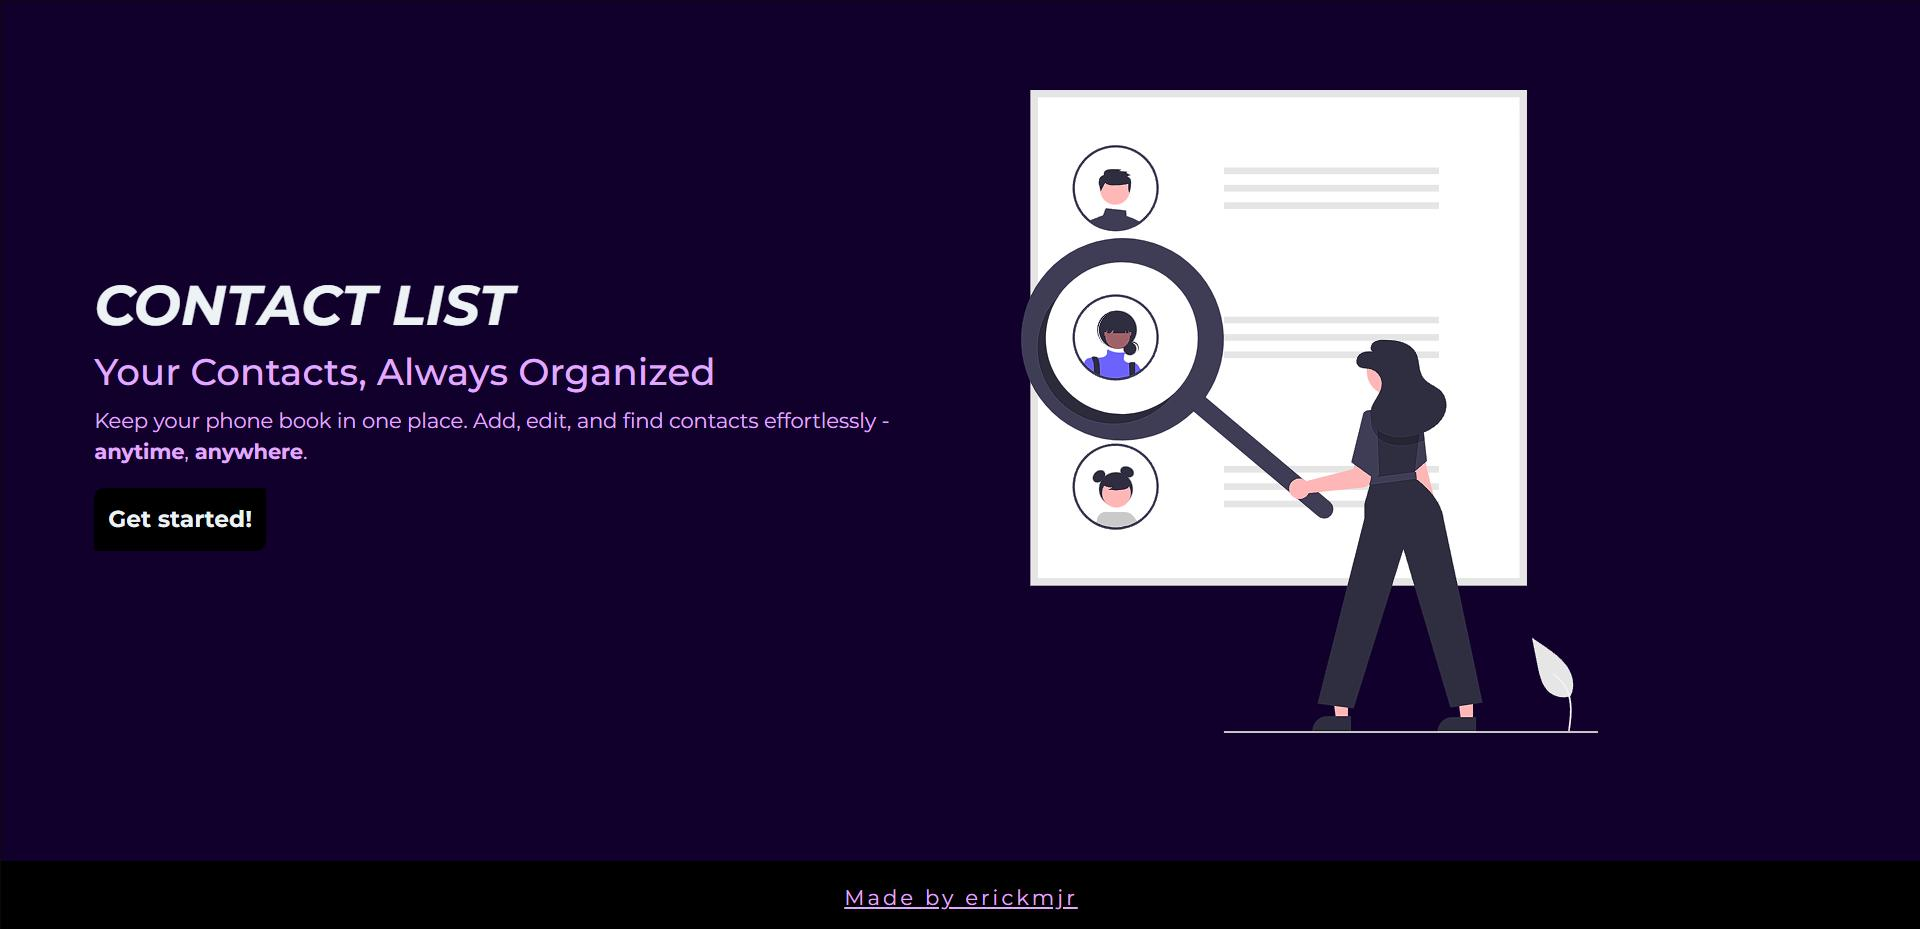 CONTACT LIST
Your Contacts, Always Organized
Keep your phone book in one place. Add, edit, and find contacts effortlessly -
anytime, anywhere.
Get started!
Made by erickmjr